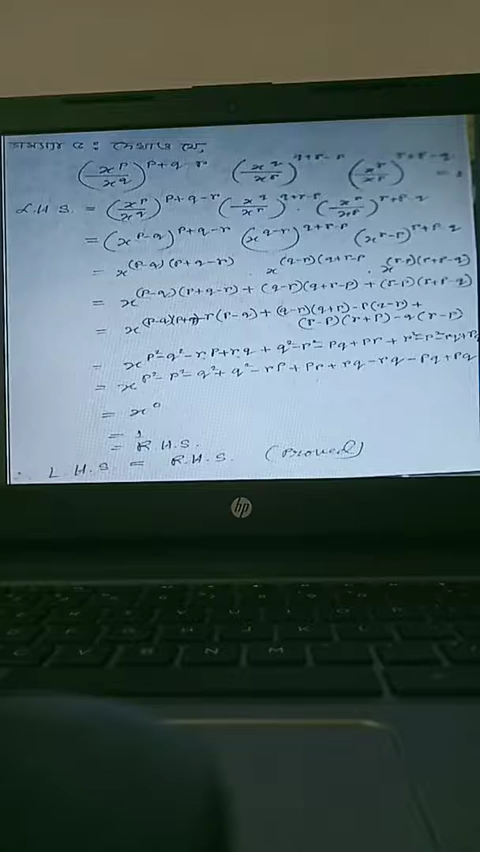 সমস্যা ৫ : দেখাও যে,
(x^p/x^q)^p+q-r (x^q/x^r)^q+r-p (x^r/x^p)^r+p-q = 1
L.H.S. = (x^p/x^q)^p+q-r . (x^q/x^r)^q+r-p . (x^r/x^p)^r+p-q
= (x^p-q)^p+q-r (x^q-r)^q+r-p (x^r-p)^r+p-q
= x^(p-q)(p+q-r) . x^(q-r)(q+r-p . x^(r-p)(r+p-q)
= x^(p-q)(p+q-r) + (q-r)(q+r-p) + (r-p)(r+p-q)
= x^(p-q)(p+q)-r(p-q) + (q-r)(q+r)-p(q-r) + (r-p)(r+p)-q(r-p)
= x^p²-q²-rp+rq + q²-r²-pq+pr + r²-p²-rq+pq
= x^p²-p²-q²+q²-rp+pr+rq-rq-pq+pq
= x^0
= 1
= R.H.S.
∴ L.H.S = R.H.S. (Proved)
hp